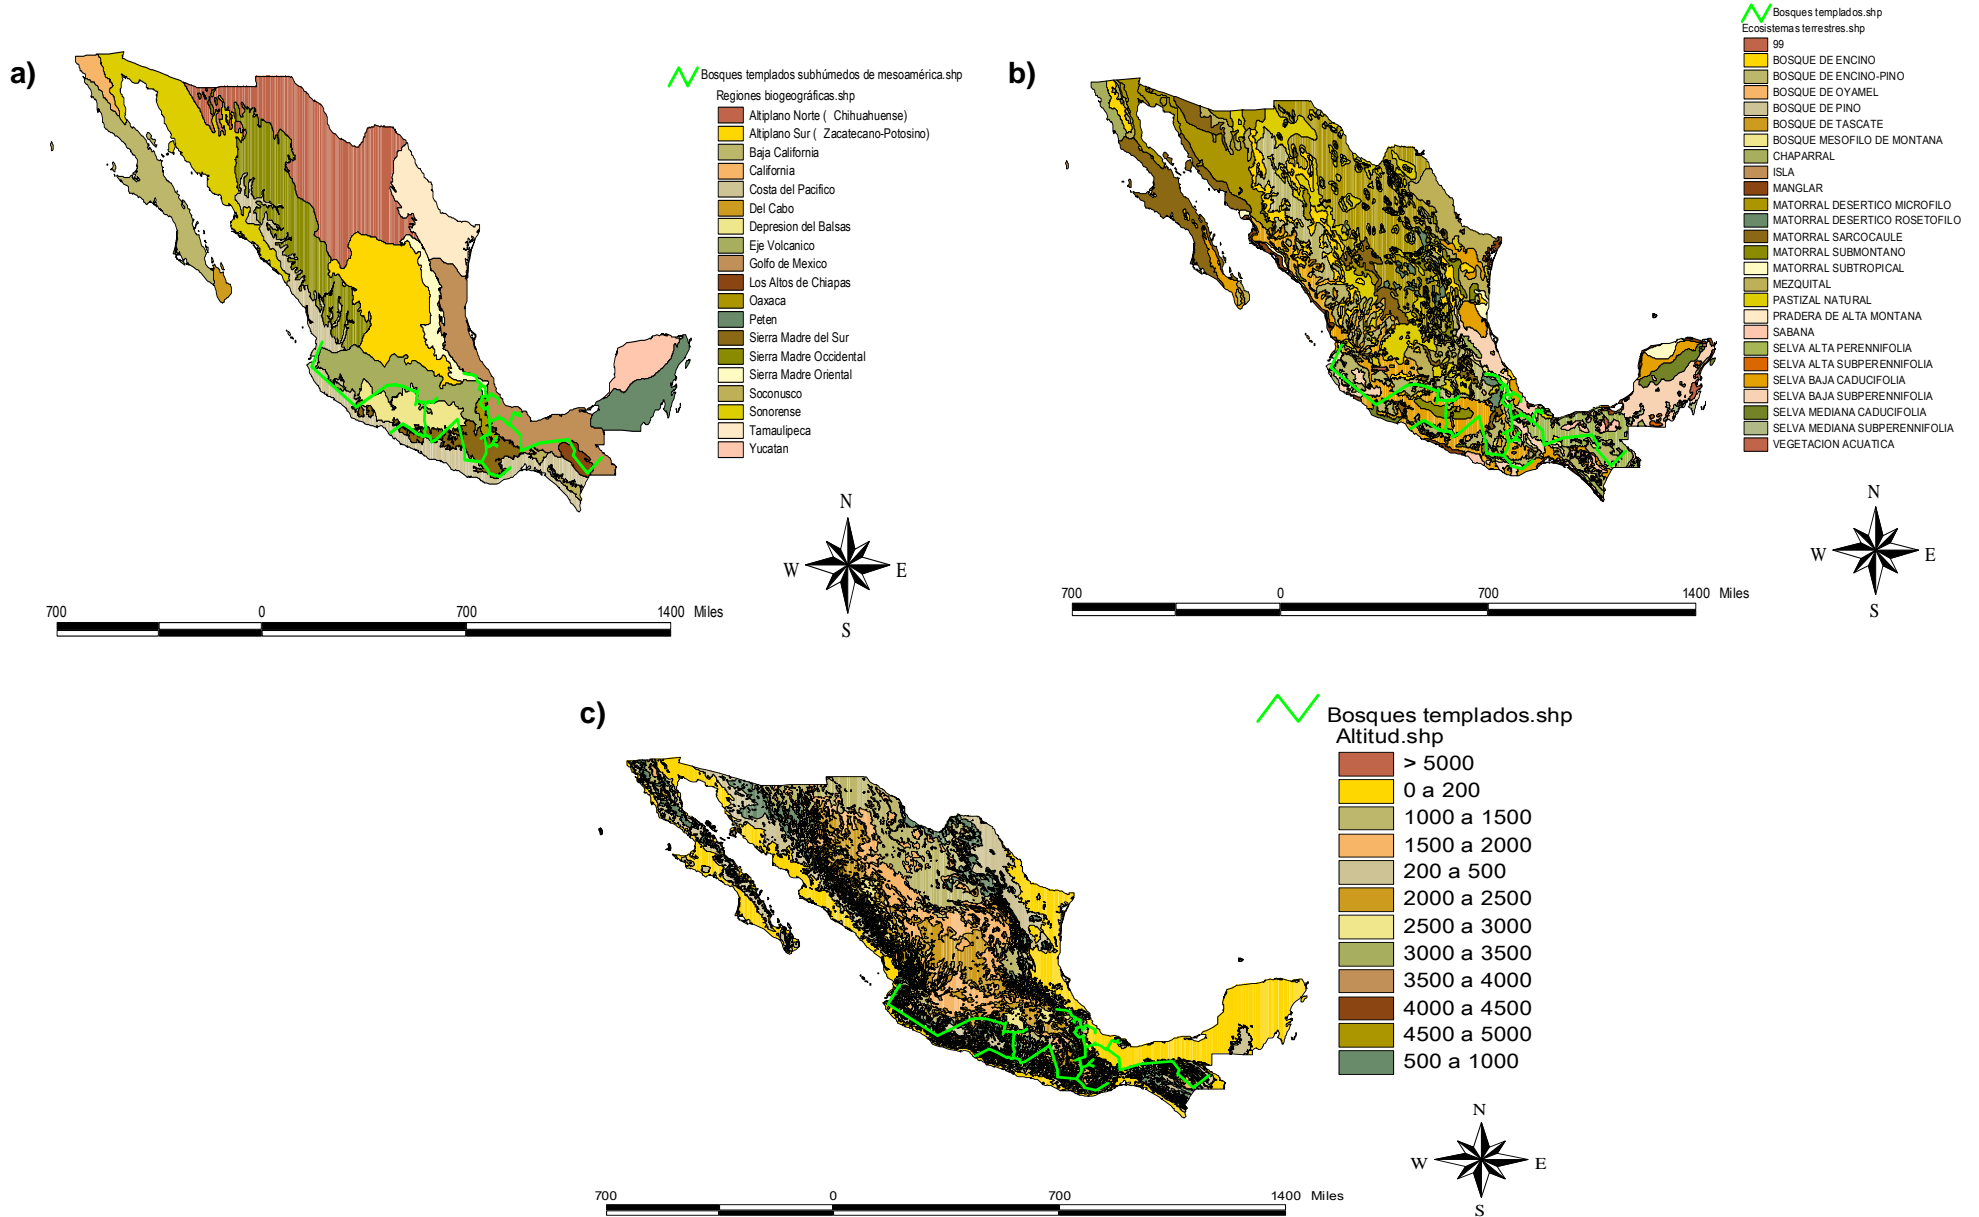 a)
Bosques templados subhúmedos de mesoamérica.shp
Regiones biogeográficas.shp
Altiplano Norte ( Chihuahuense)
Altiplano Sur ( Zacatecano-Potosino)
Baja California
California
Costa del Pacifico
Del Cabo
Depresion del Balsas
Eje Volcanico
Golfo de Mexico
Los Altos de Chiapas
Oaxaca
Peten
Sierra Madre del Sur
Sierra Madre Occidental
Sierra Madre Oriental
Soconusco
Sonorense
Tamaulipeca
Yucatan
N
W E
S
700 0 700 1400 Miles
b)
Bosques templados.shp
Ecosistemas terrestres.shp
99
BOSQUE DE ENCINO
BOSQUE DE ENCINO-PINO
BOSQUE DE OYAMEL
BOSQUE DE PINO
BOSQUE DE TASCATE
BOSQUE MESOFILO DE MONTANA
CHAPARRAL
ISLA
MANGLAR
MATORRAL DESERTICO MICROFILO
MATORRAL DESERTICO ROSETOFILO
MATORRAL SARCOCAULE
MATORRAL SUBMONTANO
MATORRAL SUBTROPICAL
MEZQUITAL
PASTIZAL NATURAL
PRADERA DE ALTA MONTANA
SABANA
SELVA ALTA PERENNIFOLIA
SELVA ALTA SUBPERENNIFOLIA
SELVA BAJA CADUCIFOLIA
SELVA BAJA SUBPERENNIFOLIA
SELVA MEDIANA CADUCIFOLIA
SELVA MEDIANA SUBPERENNIFOLIA
VEGETACION ACUATICA
N
W E
S
700 0 700 1400 Miles
c)
Bosques templados.shp
Altitud.shp
> 5000
0 a 200
1000 a 1500
1500 a 2000
200 a 500
2000 a 2500
2500 a 3000
3000 a 3500
3500 a 4000
4000 a 4500
4500 a 5000
500 a 1000
N
W E
S
700 0 700 1400 Miles